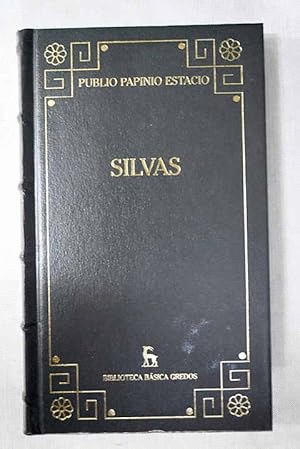 PUBLIO PAPINIO ESTACIO
SILVAS
BIBLIOTECA BÁSICA GREDOS